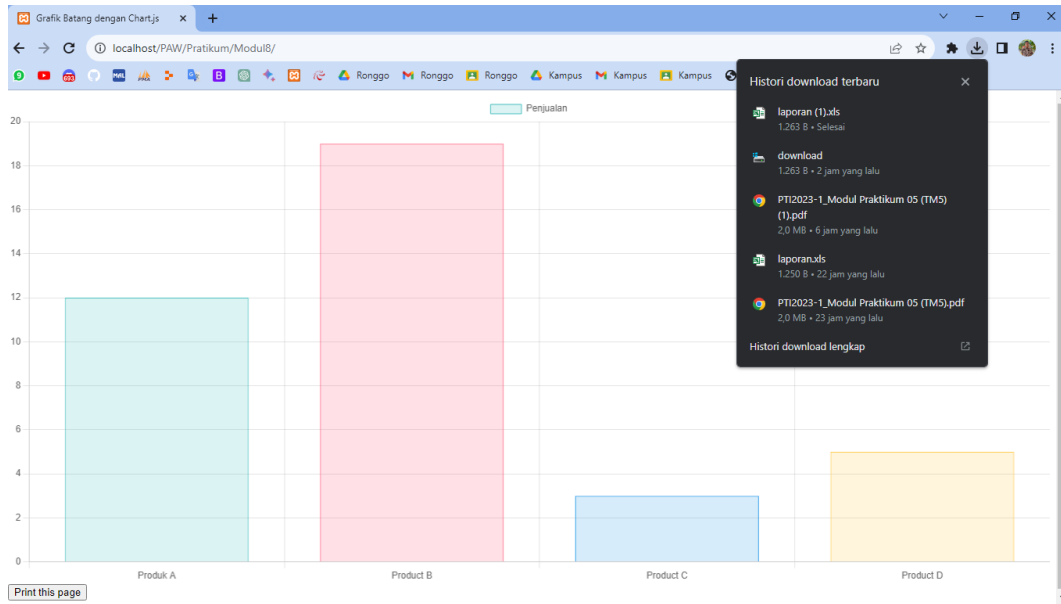 Grafik Batang dengan Chart.js
localhost/PAW/Pratikum/Modul8/
Ronggo Ronggo Ronggo Kampus Kampus Kampus
Histori download terbaru
laporan (1).xls
1.263 B • Selesai
download
1.263 B • 2 jam yang lalu
PTI2023-1_Modul Praktikum 05 (TM5)
(1).pdf
2,0 MB • 6 jam yang lalu
laporan.xls
1.250 B • 22 jam yang lalu
PTI2023-1_Modul Praktikum 05 (TM5).pdf
2,0 MB • 23 jam yang lalu
Histori download lengkap
Penjualan
20
18
16
14
12
10
8
6
4
2
0
Produk A Product B Product C Product D
Print this page